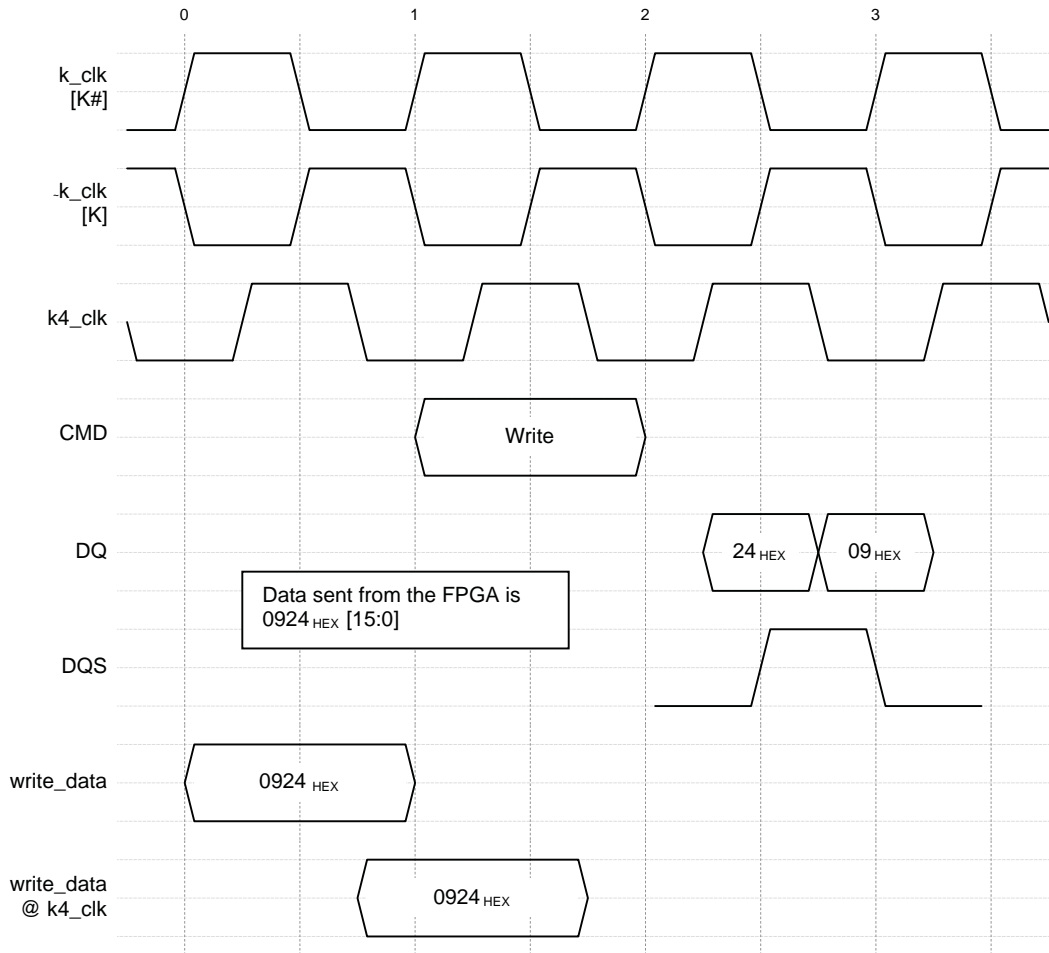 0 1 2 3
k_clk
[K#]
-k_clk
[K]
k4_clk
CMD
Write
DQ
24 HEX 09 HEX
Data sent from the FPGA is
0924 HEX [15:0]
DQS
write_data
0924 HEX
write_data
@ k4_clk
0924 HEX